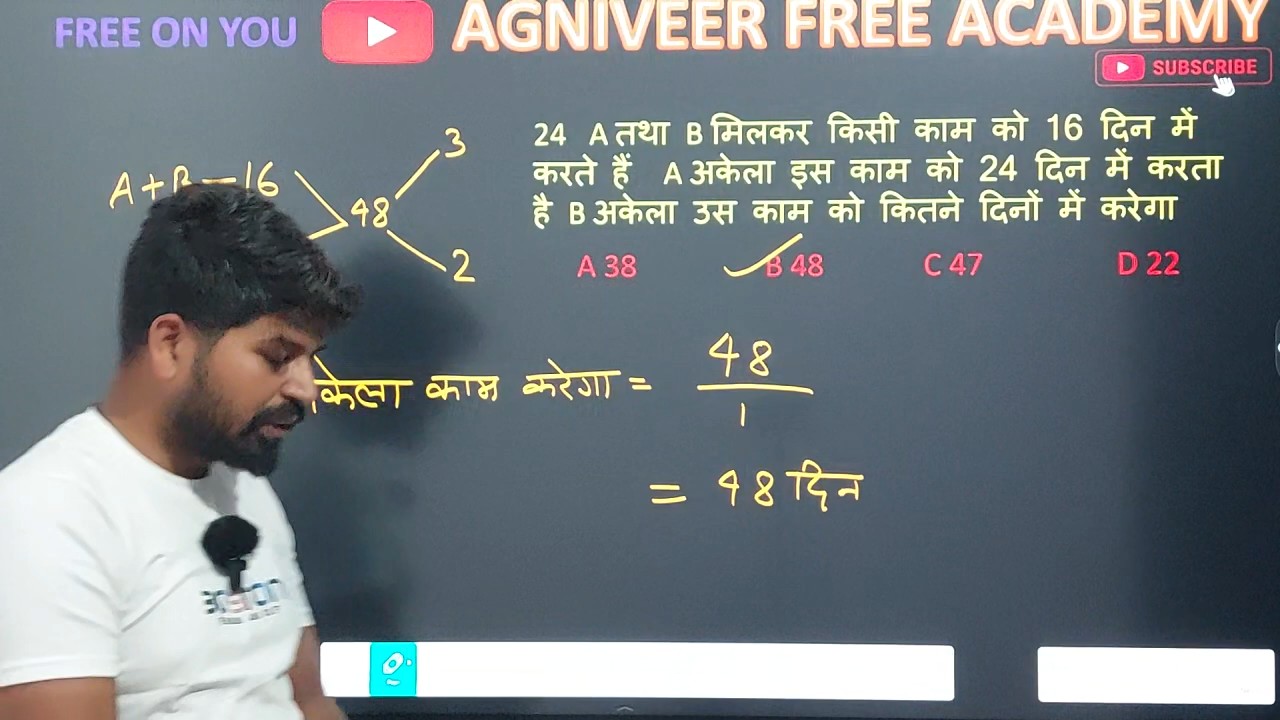 FREE ON YOU
AGNIVEER FREE ACADEMY
SUBSCRIBE
24 A तथा B मिलकर किसी काम को 16 दिन में
करते हैं A अकेला इस काम को 24 दिन में करता
है B अकेला उस काम को कितने दिनों में करेगा
A 38 B 48 C 47 D 22
A + B = 16
48
3
2
काम करेगा = 48
1
= 48 दिन